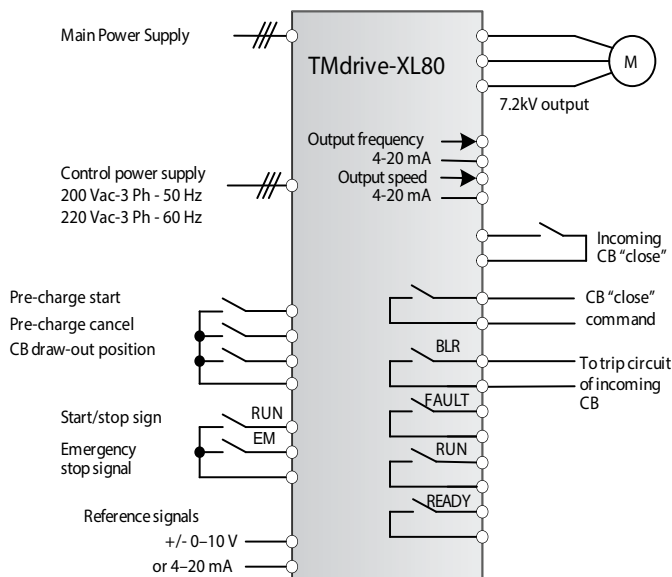 Main Power Supply
TMdrive-XL80
M
7.2kV output
Output frequency
4-20 mA
Output speed
4-20 mA
Control power supply
200 Vac-3 Ph - 50 Hz
220 Vac-3 Ph - 60 Hz
Incoming
CB “close”
Pre-charge start
Pre-charge cancel
CB draw-out position
CB “close”
command
BLR
To trip circuit
of incoming
CB
Start/stop sign
RUN
Emergency
stop signal
EM
FAULT
RUN
READY
Reference signals
+/- 0–10 V
or 4–20 mA